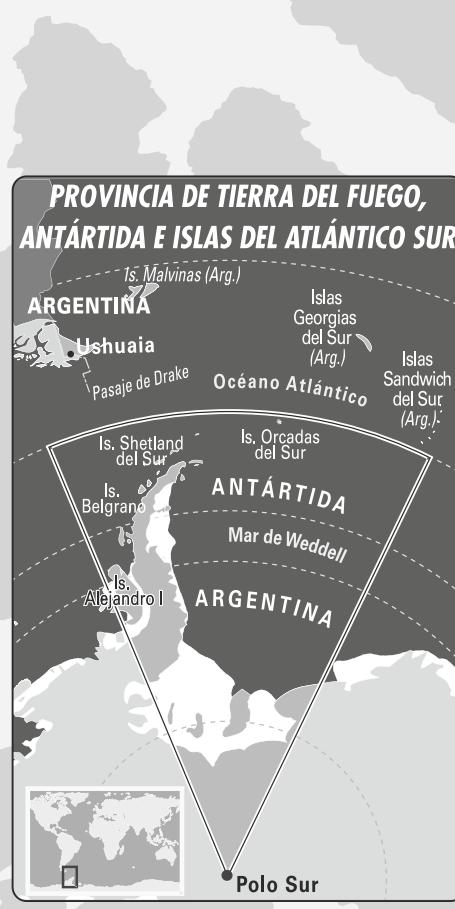 PROVINCIA DE TIERRA DEL FUEGO,
ANTÁRTIDA E ISLAS DEL ATLÁNTICO SUR
Is. Malvinas (Arg.)
ARGENTINA
Islas
Georgias
del Sur
(Arg.)
Ushuaia
Islas
Sandwich
del Sur
(Arg.)
Pasaje de Drake
Océano Atlántico
Is. Shetland
del Sur
Is. Orcadas
del Sur
Is.
Belgrano
ANTÁRTIDA
Mar de Weddell
Is.
Alejandro I
ARGENTINA
Polo Sur